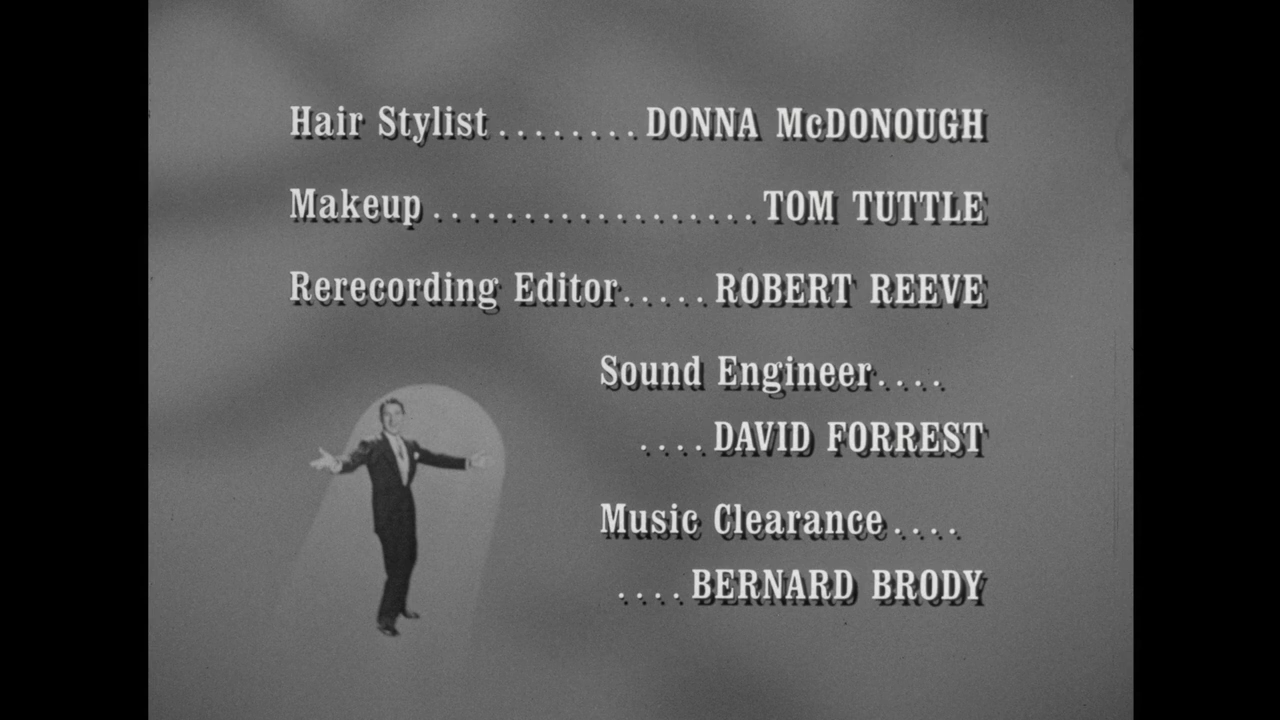 Hair Stylist ........ DONNA McDONOUGH
Makeup .................. TOM TUTTLE
Rerecording Editor ..... ROBERT REEVE
Sound Engineer ....
.... DAVID FORREST
Music Clearance ....
.... BERNARD BRODY